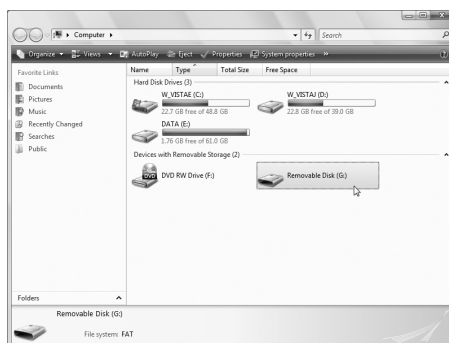 Computer
Search
Organize Views AutoPlay Eject Properties System properties »
Favorite Links
Documents
Pictures
Music
Recently Changed
Searches
Public
Folders
Name Type Total Size Free Space
Hard Disk Drives (3)
W_VISTAE (C:)
22.7 GB free of 48.8 GB
W_VISTAJ (D:)
22.8 GB free of 39.0 GB
DATA (E:)
1.76 GB free of 61.0 GB
Devices with Removable Storage (2)
DVD RW Drive (F:)
Removable Disk (G:)
Removable Disk (G:)
File system: FAT